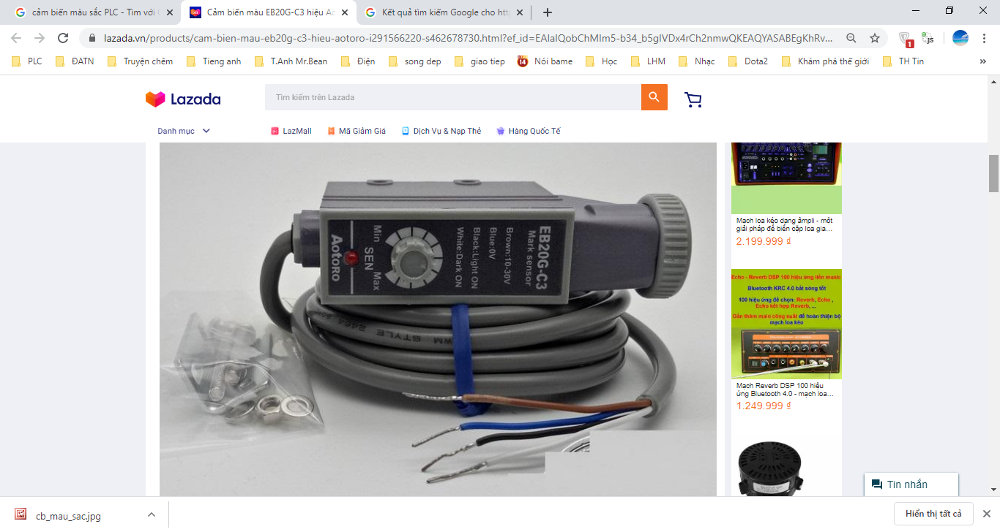 cảm biến màu sắc PLC - Tìm với G
Cảm biến màu EB20G-C3 hiệu Ao
Kết quả tìm kiếm Google cho htt
lazada.vn/products/cam-bien-mau-eb20g-c3-hieu-aotoro-i291566220-s462678730.html?ef_id=EAIaIQobChMIm5-b34_b5gIVDx4rCh2nmwQKEAQYASABEgKhRv...
1
JS
PLC
ĐATN
Truyện chêm
Tieng anh
T.Anh Mr.Bean
Điện
song dep
giao tiep
14
Nói bame
Học
LHM
Nhạc
Dota2
Khám phá thế giới
TH Tin
»
Lazada
Tìm kiếm trên Lazada
Danh mục
LazMall
Mã Giảm Giá
Dịch Vụ & Nạp Thẻ
Hàng Quốc Tế
EB20G-C3
Mark sensor
Brown:10-30V
Blue:0V
Black:Light ON
White:Dark ON
Min
Max
SEN
Aotoro
STYLE
Mạch loa kéo dạng âmpli - một
giải pháp để biến cặp loa gia...
2.199.999 ₫
Echo - Reverb DSP 100 hiệu ứng liền music
Bluetooth KRC 4.0 bắt sóng tốt
100 hiệu ứng để chọn: Reverb, Echo ,
Echo kết hợp Reverb, ...
Gắn thêm main công suất để hoàn thiện bộ
mạch loa kéo
Mạch Reverb DSP 100 hiệu
ứng Bluetooth 4.0 - mạch loa...
1.249.999 ₫
Tin nhắn
cb_mau_sac.jpg
Hiển thị tất cả